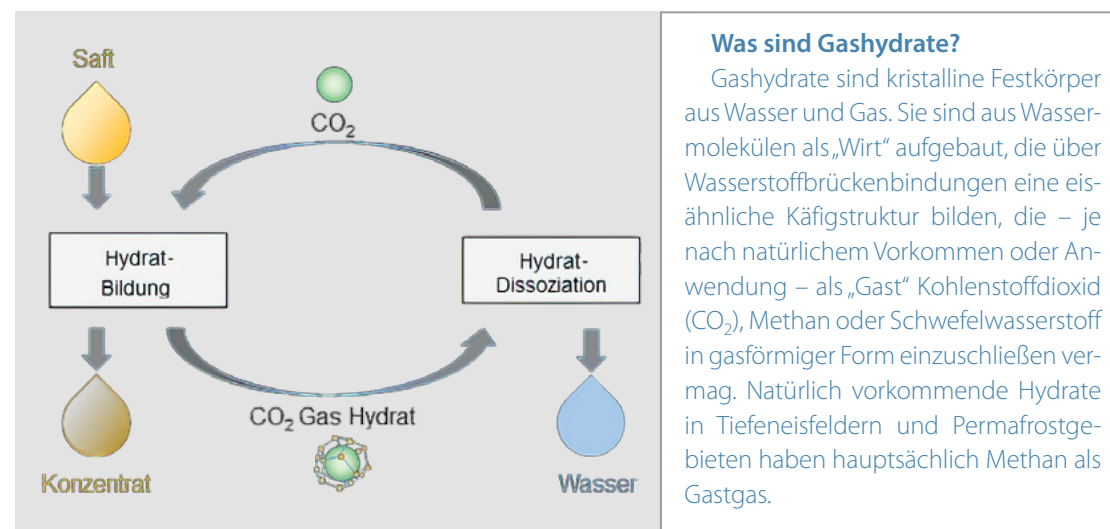 Saft
CO₂
Hydrat-
Bildung
Hydrat-
Dissoziation
CO₂ Gas Hydrat
Konzentrat
Wasser
Was sind Gashydrate?
Gashydrate sind kristalline Festkörper
aus Wasser und Gas. Sie sind aus Wasser-
molekülen als „Wirt“ aufgebaut, die über
Wasserstoffbrückenbindungen eine eis-
ähnliche Käfigstruktur bilden, die – je
nach natürlichem Vorkommen oder An-
wendung – als „Gast“ Kohlenstoffdioxid
(CO₂), Methan oder Schwefelwasserstoff
in gasförmiger Form einzuschließen ver-
mag. Natürlich vorkommende Hydrate
in Tiefeneisfeldern und Permafrostge-
bieten haben hauptsächlich Methan als
Gastgas.